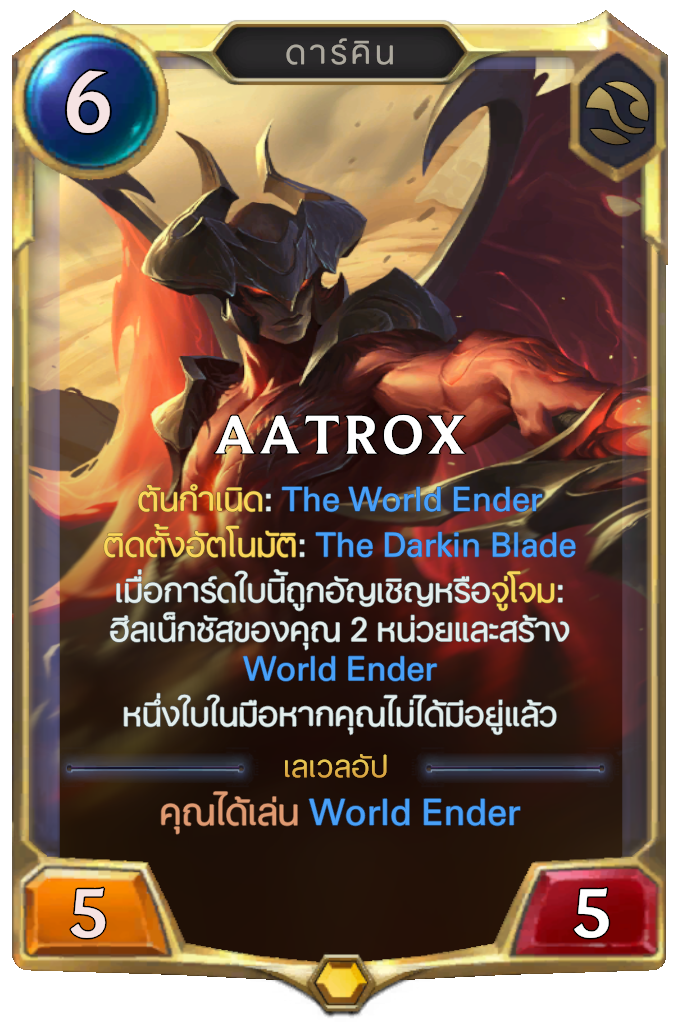 ดาร์คิน
6
AATROX
ต้นกำเนิด: The World Ender
ติดตั้งอัตโนมัติ: The Darkin Blade
เมื่อการ์ดใบนี้ถูกอัญเชิญหรือจู่โจม:
ฮีลเน็กซัสของคุณ 2 หน่วยและสร้าง
World Ender
หนึ่งใบในมือหากคุณไม่ได้มีอยู่แล้ว
เลเวลอัป
คุณได้เล่น World Ender
5
5